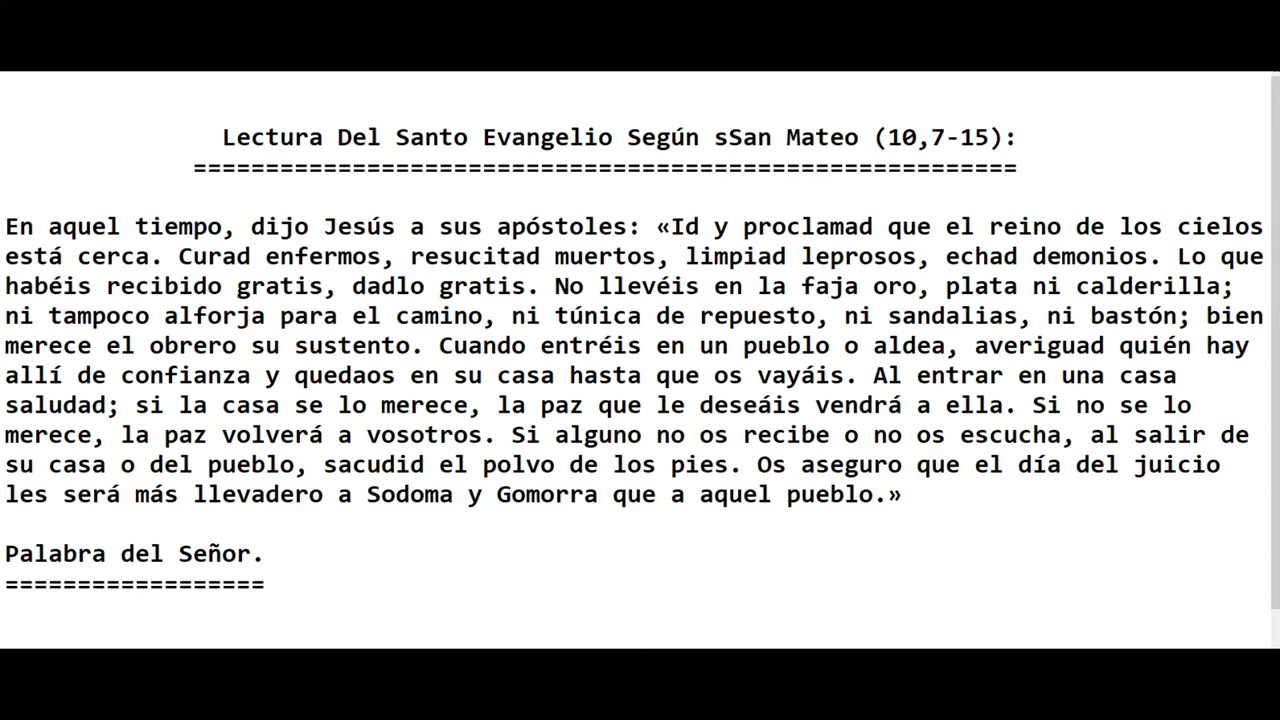 Lectura Del Santo Evangelio Según sSan Mateo (10,7-15):
=========================================================
En aquel tiempo, dijo Jesús a sus apóstoles: «Id y proclamad que el reino de los cielos
está cerca. Curad enfermos, resucitad muertos, limpiad leprosos, echad demonios. Lo que
habéis recibido gratis, dadlo gratis. No llevéis en la faja oro, plata ni calderilla;
ni tampoco alforja para el camino, ni túnica de repuesto, ni sandalias, ni bastón; bien
merece el obrero su sustento. Cuando entréis en un pueblo o aldea, averiguad quién hay
allí de confianza y quedaos en su casa hasta que os vayáis. Al entrar en una casa
saludad; si la casa se lo merece, la paz que le deseáis vendrá a ella. Si no se lo
merece, la paz volverá a vosotros. Si alguno no os recibe o no os escucha, al salir de
su casa o del pueblo, sacudid el polvo de los pies. Os aseguro que el día del juicio
les será más llevadero a Sodoma y Gomorra que a aquel pueblo.»
Palabra del Señor.
==================